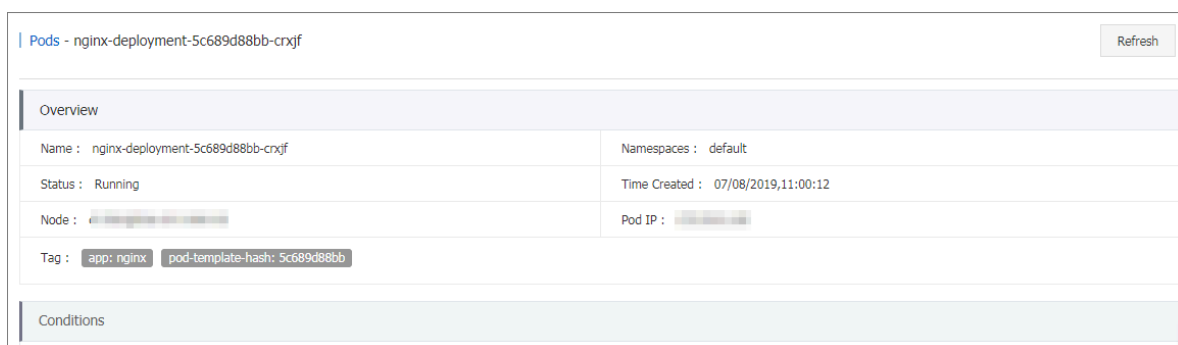 Pods - nginx-deployment-5c689d88bb-crxjf
Refresh
Overview
Name : nginx-deployment-5c689d88bb-crxjf
Namespaces : default
Status : Running
Time Created : 07/08/2019,11:00:12
Node :
Pod IP :
Tag : app: nginx pod-template-hash: 5c689d88bb
Conditions